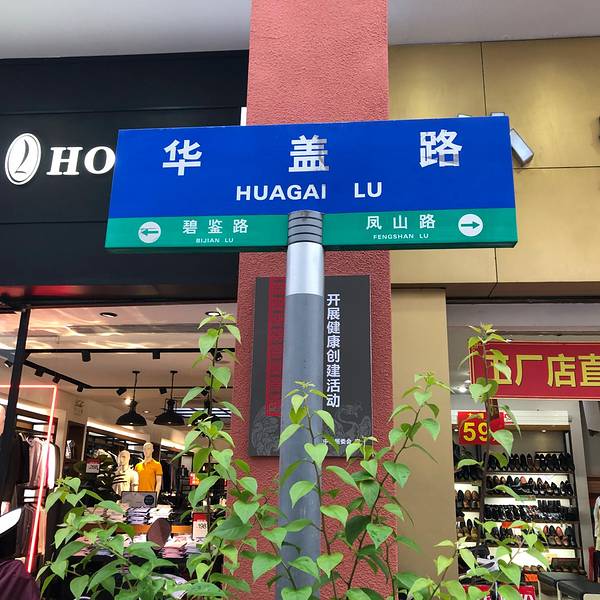 HO
华盖路
HUAGAI LU
碧鉴路
BIJIAN LU
凤山路
FENGSHAN LU
开展健康创建活动
厂店直
59
198